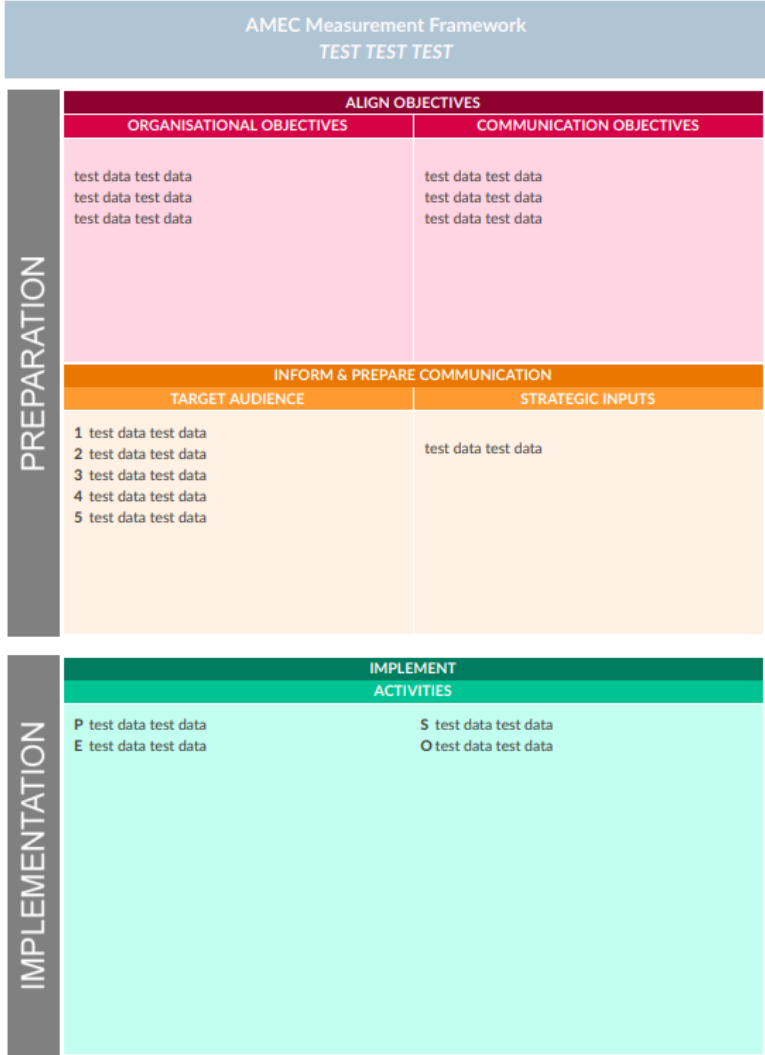 AMEC Measurement Framework
TEST TEST TEST
PREPARATION
ALIGN OBJECTIVES
ORGANISATIONAL OBJECTIVES
test data test data
test data test data
test data test data
COMMUNICATION OBJECTIVES
test data test data
test data test data
test data test data
INFORM & PREPARE COMMUNICATION
TARGET AUDIENCE
1 test data test data
2 test data test data
3 test data test data
4 test data test data
5 test data test data
STRATEGIC INPUTS
test data test data
IMPLEMENTATION
IMPLEMENT
ACTIVITIES
P test data test data
E test data test data
S test data test data
O test data test data